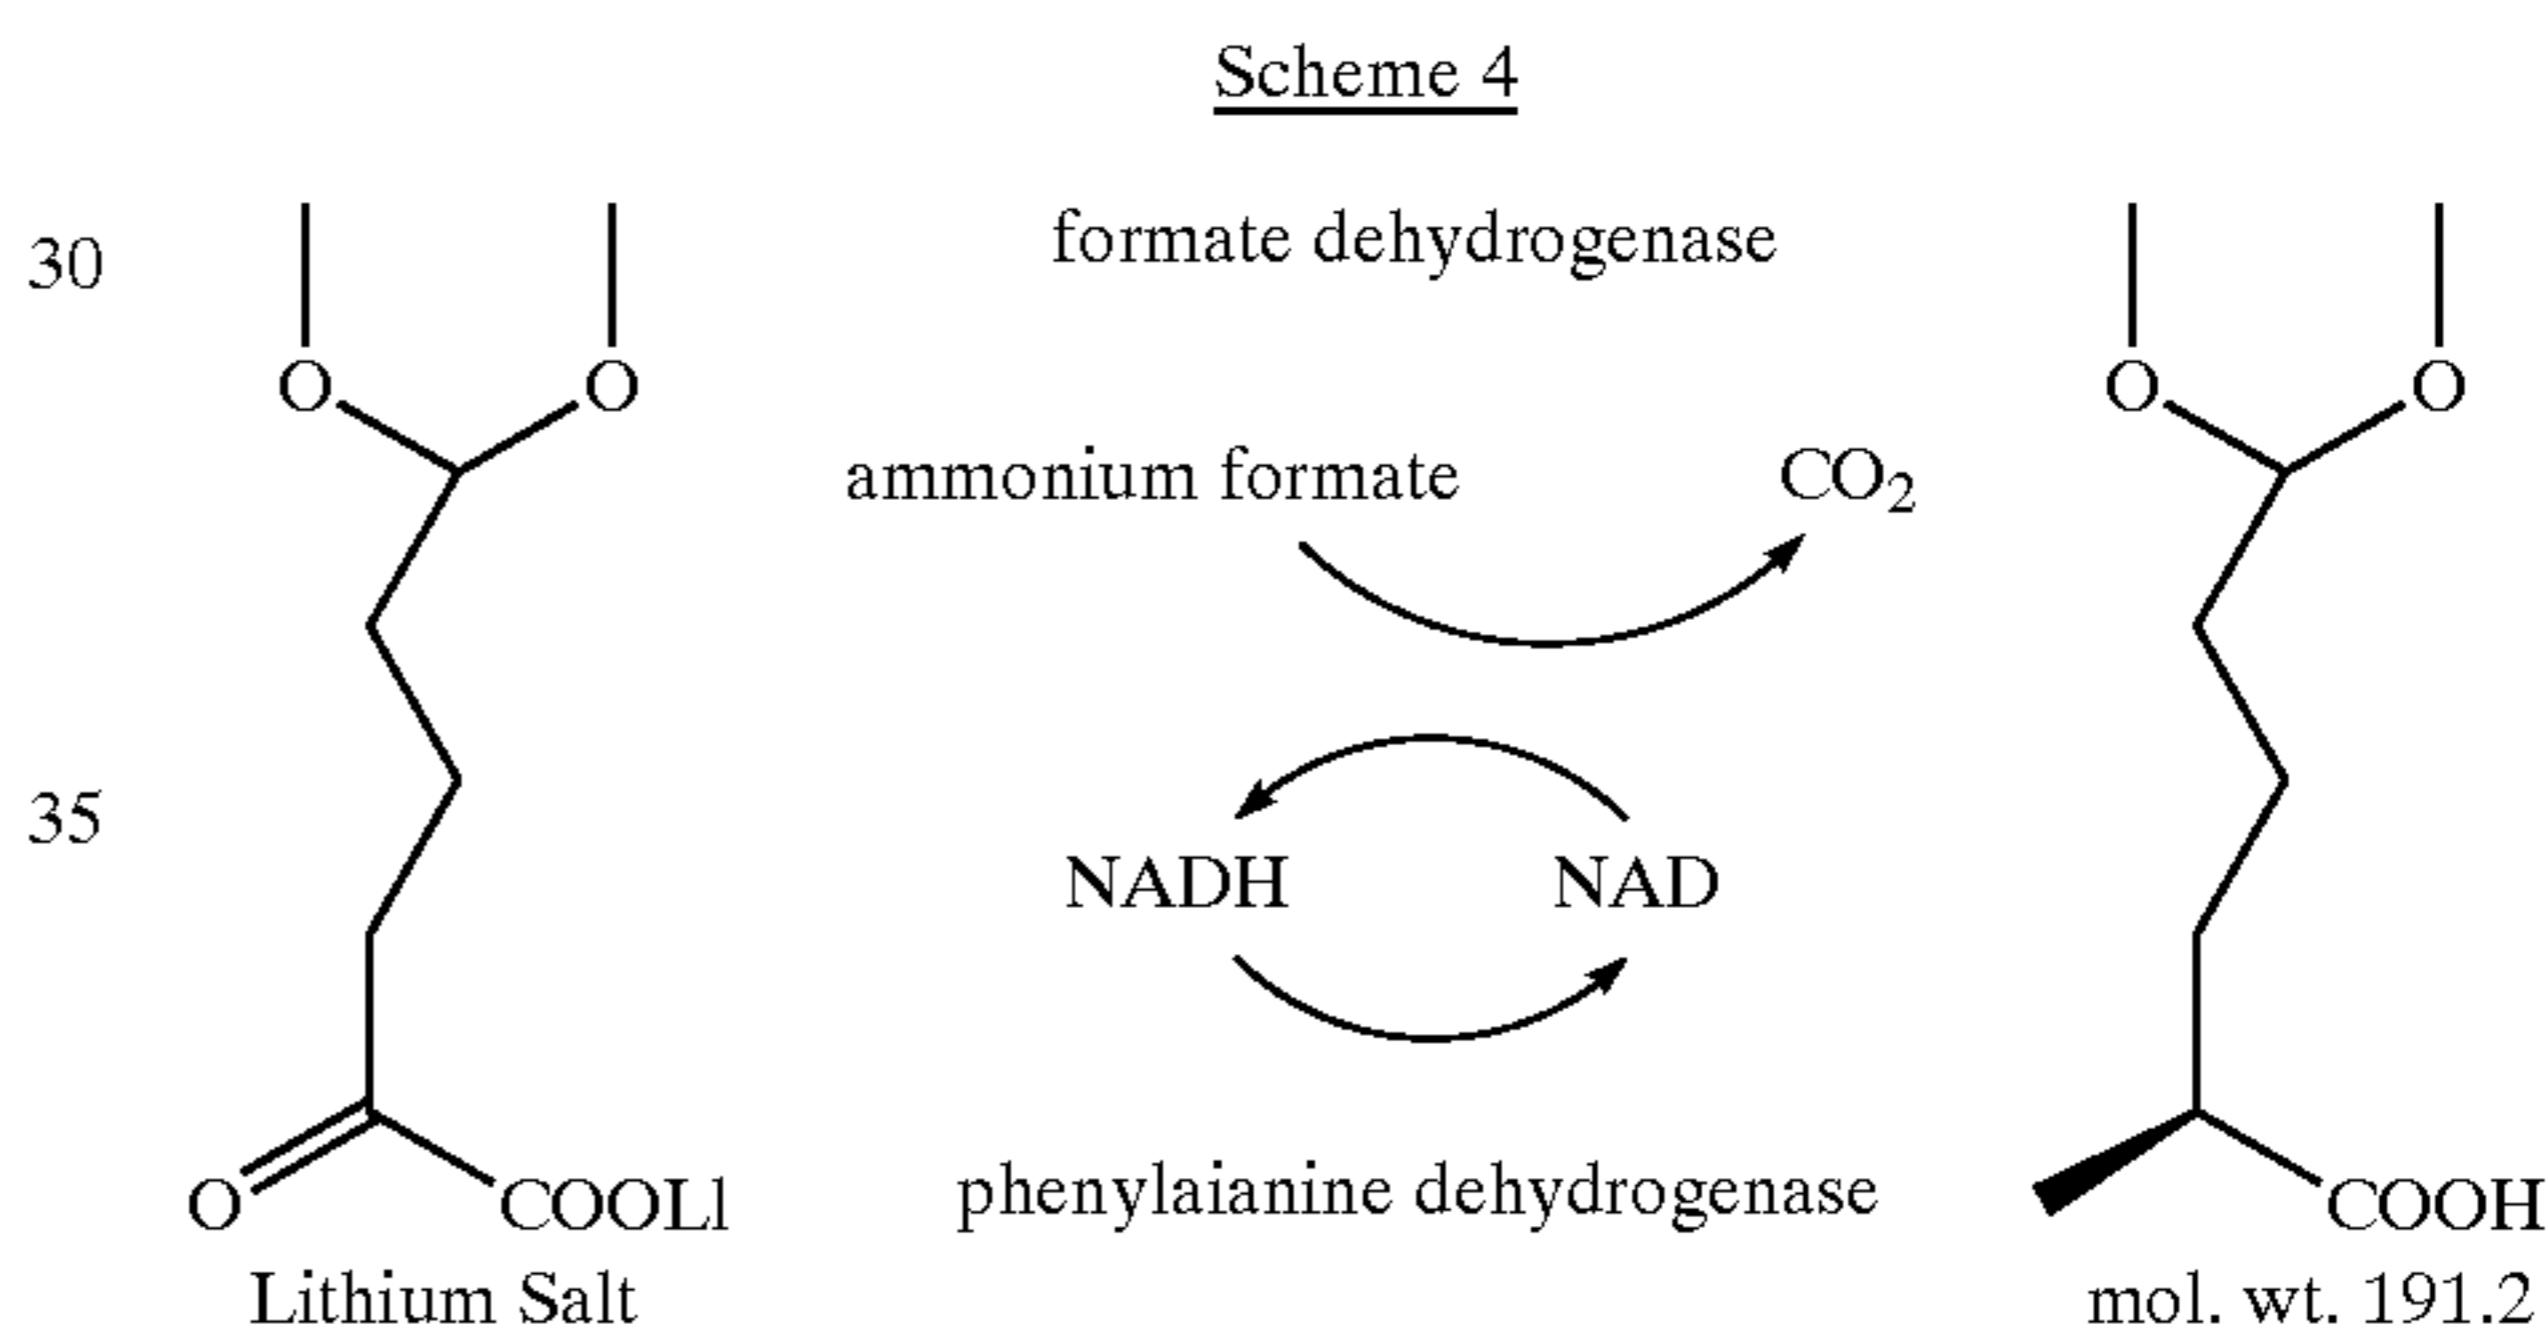 Scheme 4
30
formate dehydrogenase
O O
O O
ammonium formate
CO2
35
NADH NAD
O
COOLl
phenylaianine dehydrogenase
COOH
Lithium Salt
mol. wt. 191.2